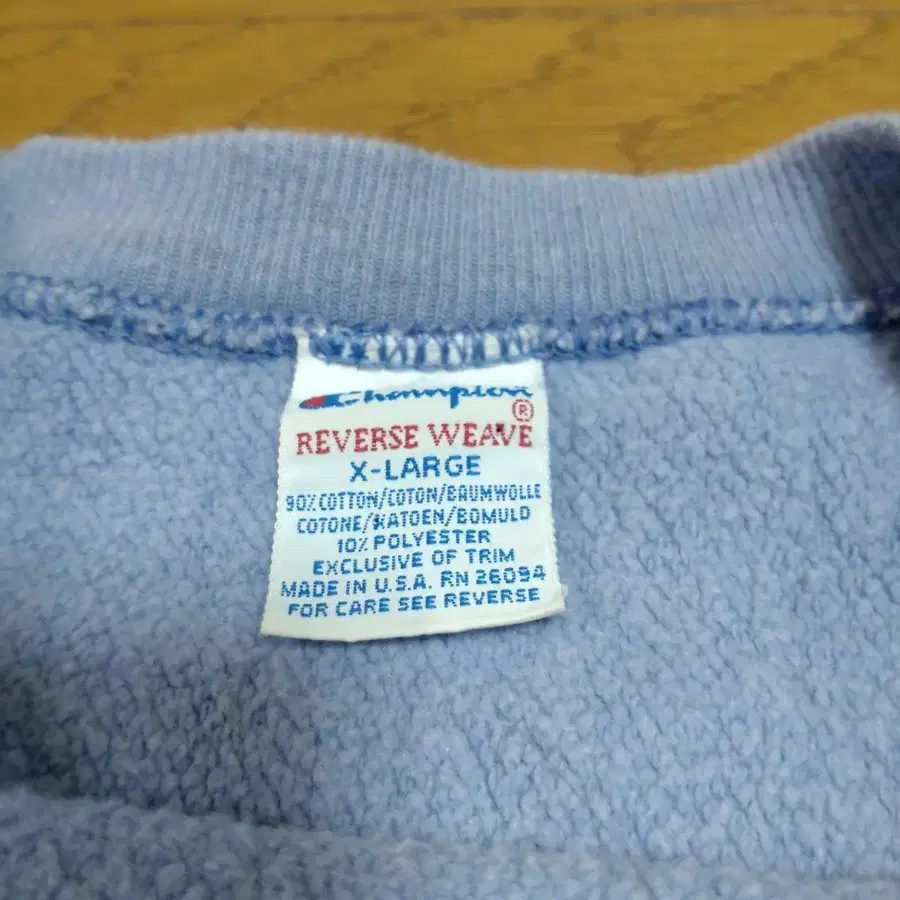 Champion
®
REVERSE WEAVE
X-LARGE
90% COTTON/COTON/BAUMWOLLE
COTONE/KATOEN/BOMULD
10% POLYESTER
EXCLUSIVE OF TRIM
MADE IN U.S.A. RN 26094
FOR CARE SEE REVERSE